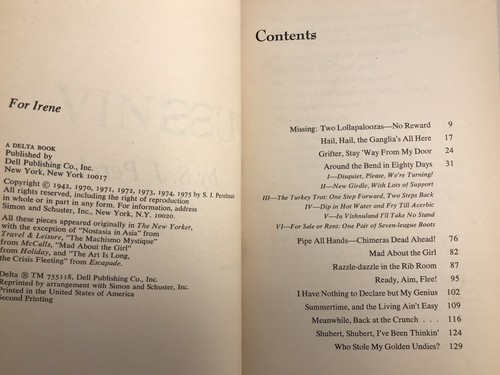 For Irene
A DELTA BOOK
Published by
Dell Publishing Co., Inc.
New York, New York 10017
Copyright © 1942, 1970, 1971, 1972, 1973, 1974, 1975 by S. J. Perelman
All rights reserved, including the right of reproduction
in whole or in part in any form. For information, address
Simon and Schuster, Inc., New York, N.Y. 10020.
All these pieces appeared originally in The New Yorker,
with the exception of "Nostasia in Asia" from
Travel & Leisure, "The Machismo Mystique"
from McCalls, "Mad About the Girl"
from Holiday, and "The Art Is Long,
the Crisis Fleeting" from Escapade.
Delta ® TM 755118, Dell Publishing Co., Inc.
Reprinted by arrangement with Simon and Schuster, Inc.
Printed in the United States of America
Second Printing
Contents
Missing: Two Lollapaloozas—No Reward 9
Hail, Hail, the Ganglia's All Here 17
Grifter, Stay 'Way From My Door 24
Around the Bend in Eighty Days 31
I—Disquiet, Please, We're Turning!
II—New Girdle, With Lots of Support
III—The Turkey Trot: One Step Forward, Two Steps Back
IV—Dip in Hot Water and Fry Till Acerbic
V—In Vishnuland I'll Take No Stand
VI—For Sale or Rent: One Pair of Seven-league Boots
Pipe All Hands—Chimeras Dead Ahead! 76
Mad About the Girl 82
Razzle-dazzle in the Rib Room 87
Ready, Aim, Flee! 95
I Have Nothing to Declare but My Genius 102
Summertime, and the Living Ain't Easy 109
Meanwhile, Back at the Crunch . . . 116
Shubert, Shubert, I've Been Thinkin' 124
Who Stole My Golden Undies? 129